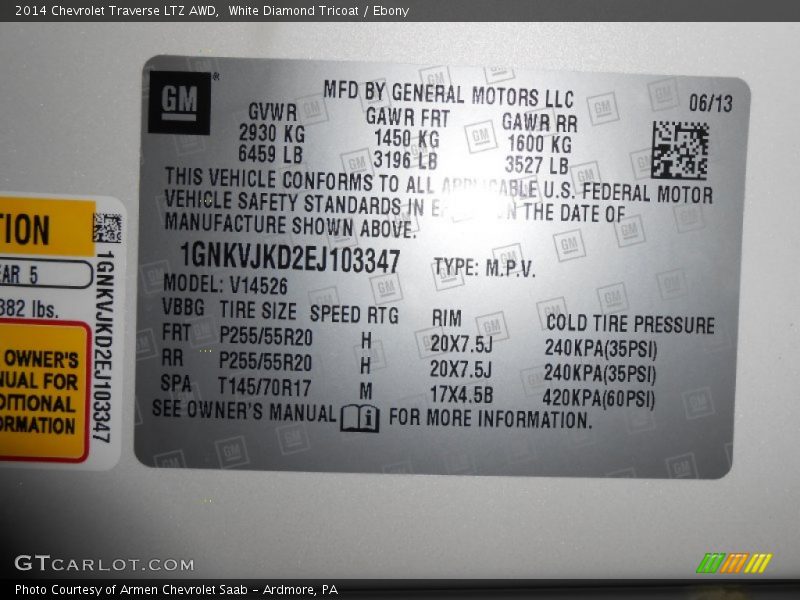 2014 Chevrolet Traverse LTZ AWD,  White Diamond Tricoat / Ebony
GM
®
MFD BY GENERAL MOTORS LLC
06/13
GVWR GAWR FRT GAWR RR
2930 KG 1450 KG 1600 KG
6459 LB 3196 LB 3527 LB
THIS VEHICLE CONFORMS TO ALL APPLICABLE U.S. FEDERAL MOTOR
VEHICLE SAFETY STANDARDS IN ON THE DATE OF
MANUFACTURE SHOWN ABOVE.
1GNKVJKD2EJ103347 TYPE: M.P.V.
MODEL: V14526
VBBG TIRE SIZE SPEED RTG RIM COLD TIRE PRESSURE
FRT P255/55R20 H 20X7.5J 240KPA(35PSI)
RR P255/55R20 H 20X7.5J 240KPA(35PSI)
SPA T145/70R17 M 17X4.5B 420KPA(60PSI)
SEE OWNER'S MANUAL i FOR MORE INFORMATION.
TION
EAR 5
382 lbs.
OWNER'S
NUAL FOR
DITIONAL
ORMATION
1GNKVJKD2EJ103347
GTCARLOT.COM
Photo Courtesy of Armen Chevrolet Saab - Ardmore, PA